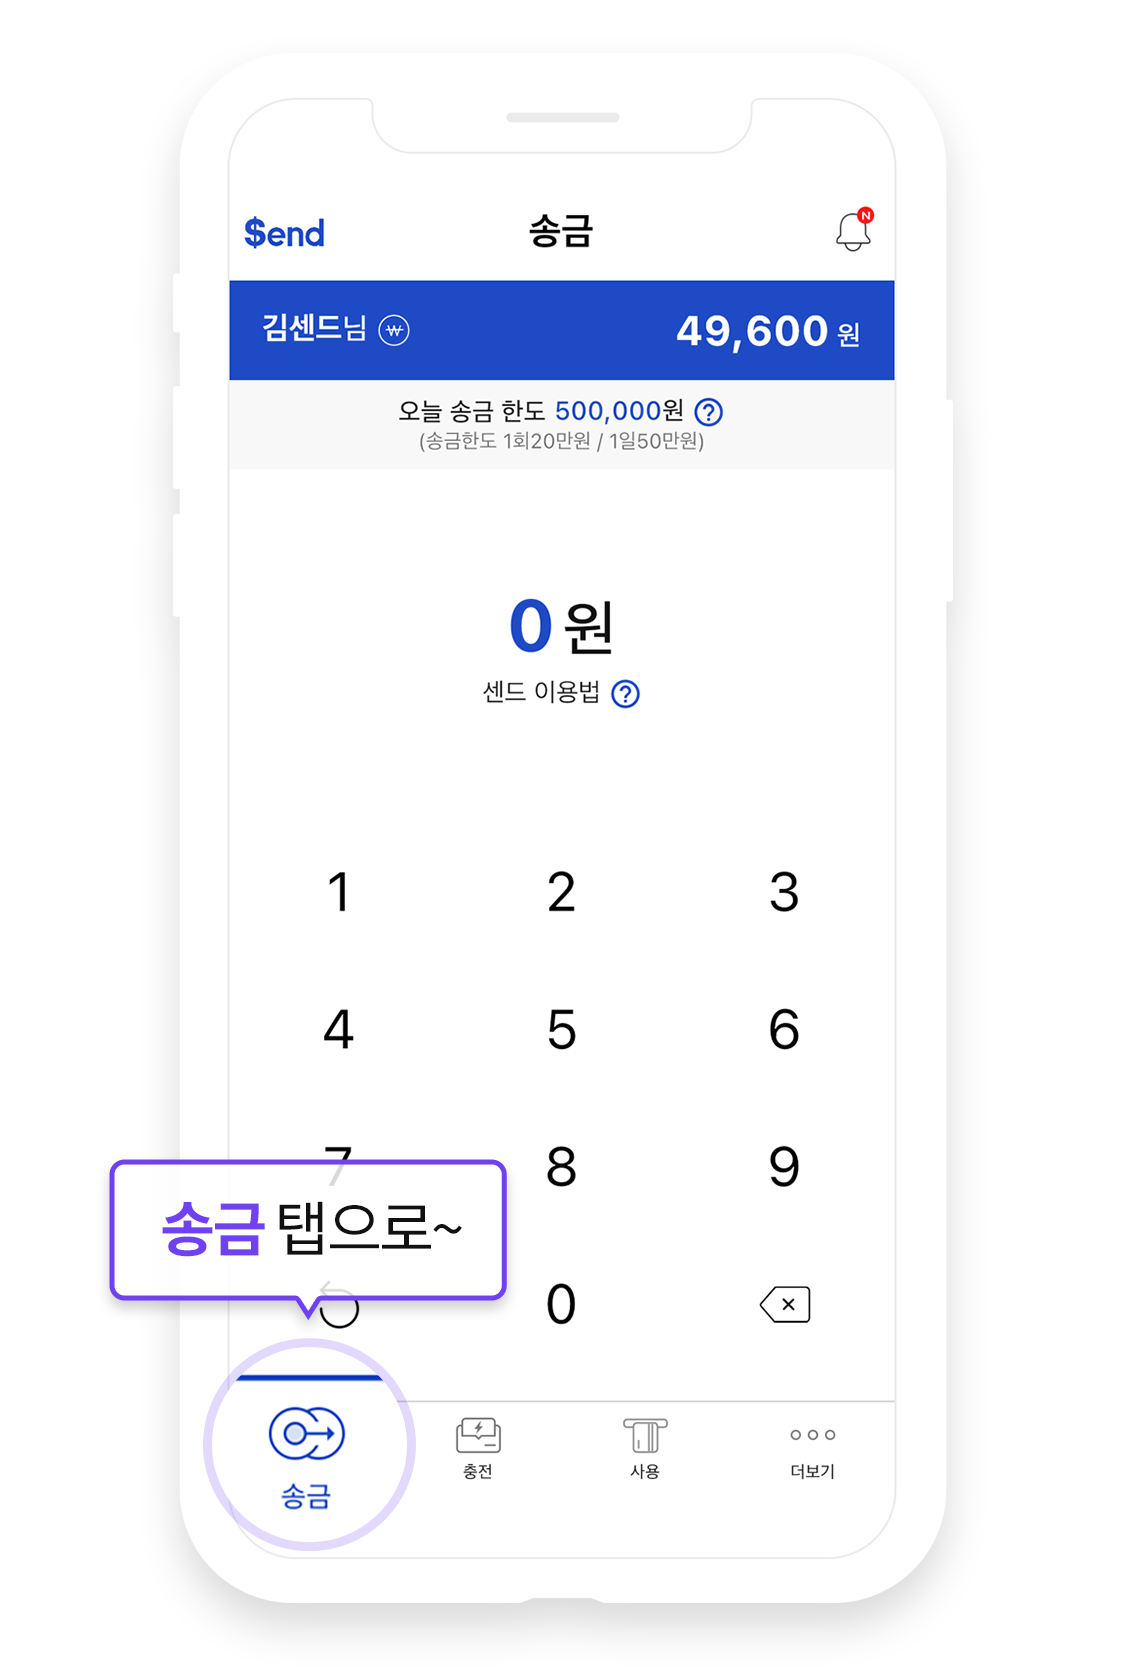 $end
송금
N
김센드님 ₩
49,600 원
오늘 송금 한도 500,000원 ?
(송금한도 1회20만원 / 1일50만원)
0 원
센드 이용법 ?
1 2 3
4 5 6
7 8 9
송금 탭으로~
0
송금
충전
사용
더보기